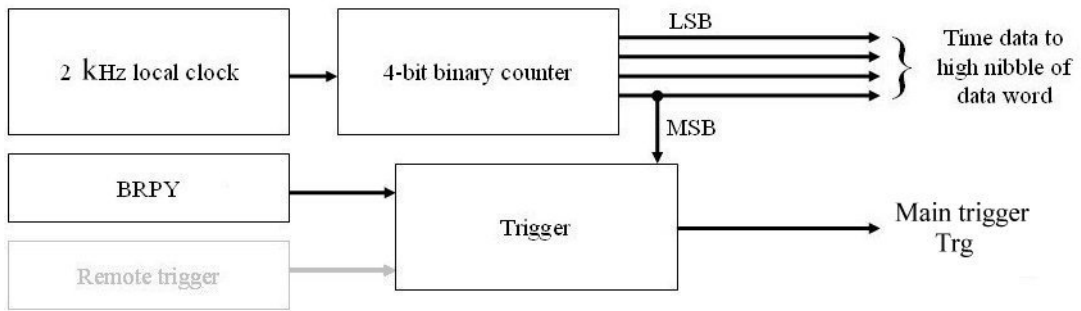 LSB
2 kHz local clock
4-bit binary counter
Time data to
high nibble of
data word
MSB
BRPY
Trigger
Main trigger
Trg
Remote trigger